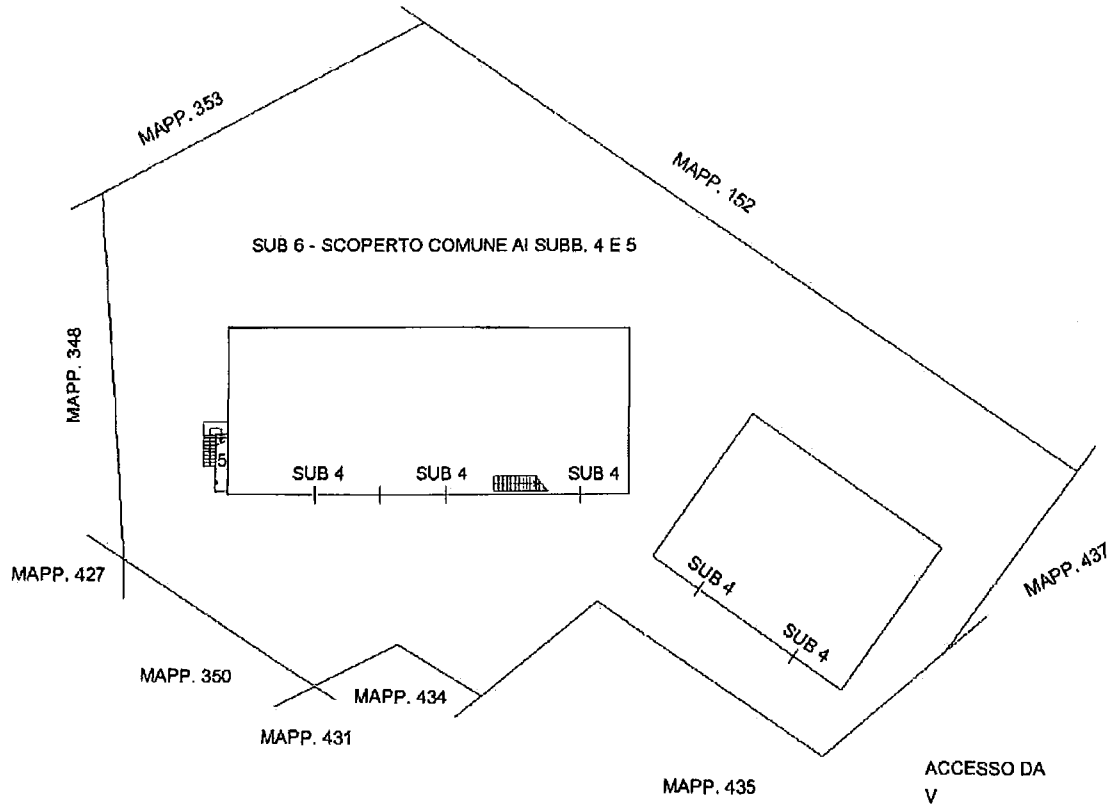 MAPP. 353
MAPP. 152
SUB 6 - SCOPERTO COMUNE AI SUBB. 4 E 5
MAPP. 348
5
SUB 4
SUB 4
SUB 4
MAPP. 427
SUB 4
SUB 4
MAPP. 437
MAPP. 350
MAPP. 434
MAPP. 431
MAPP. 435
ACCESSO DA
V